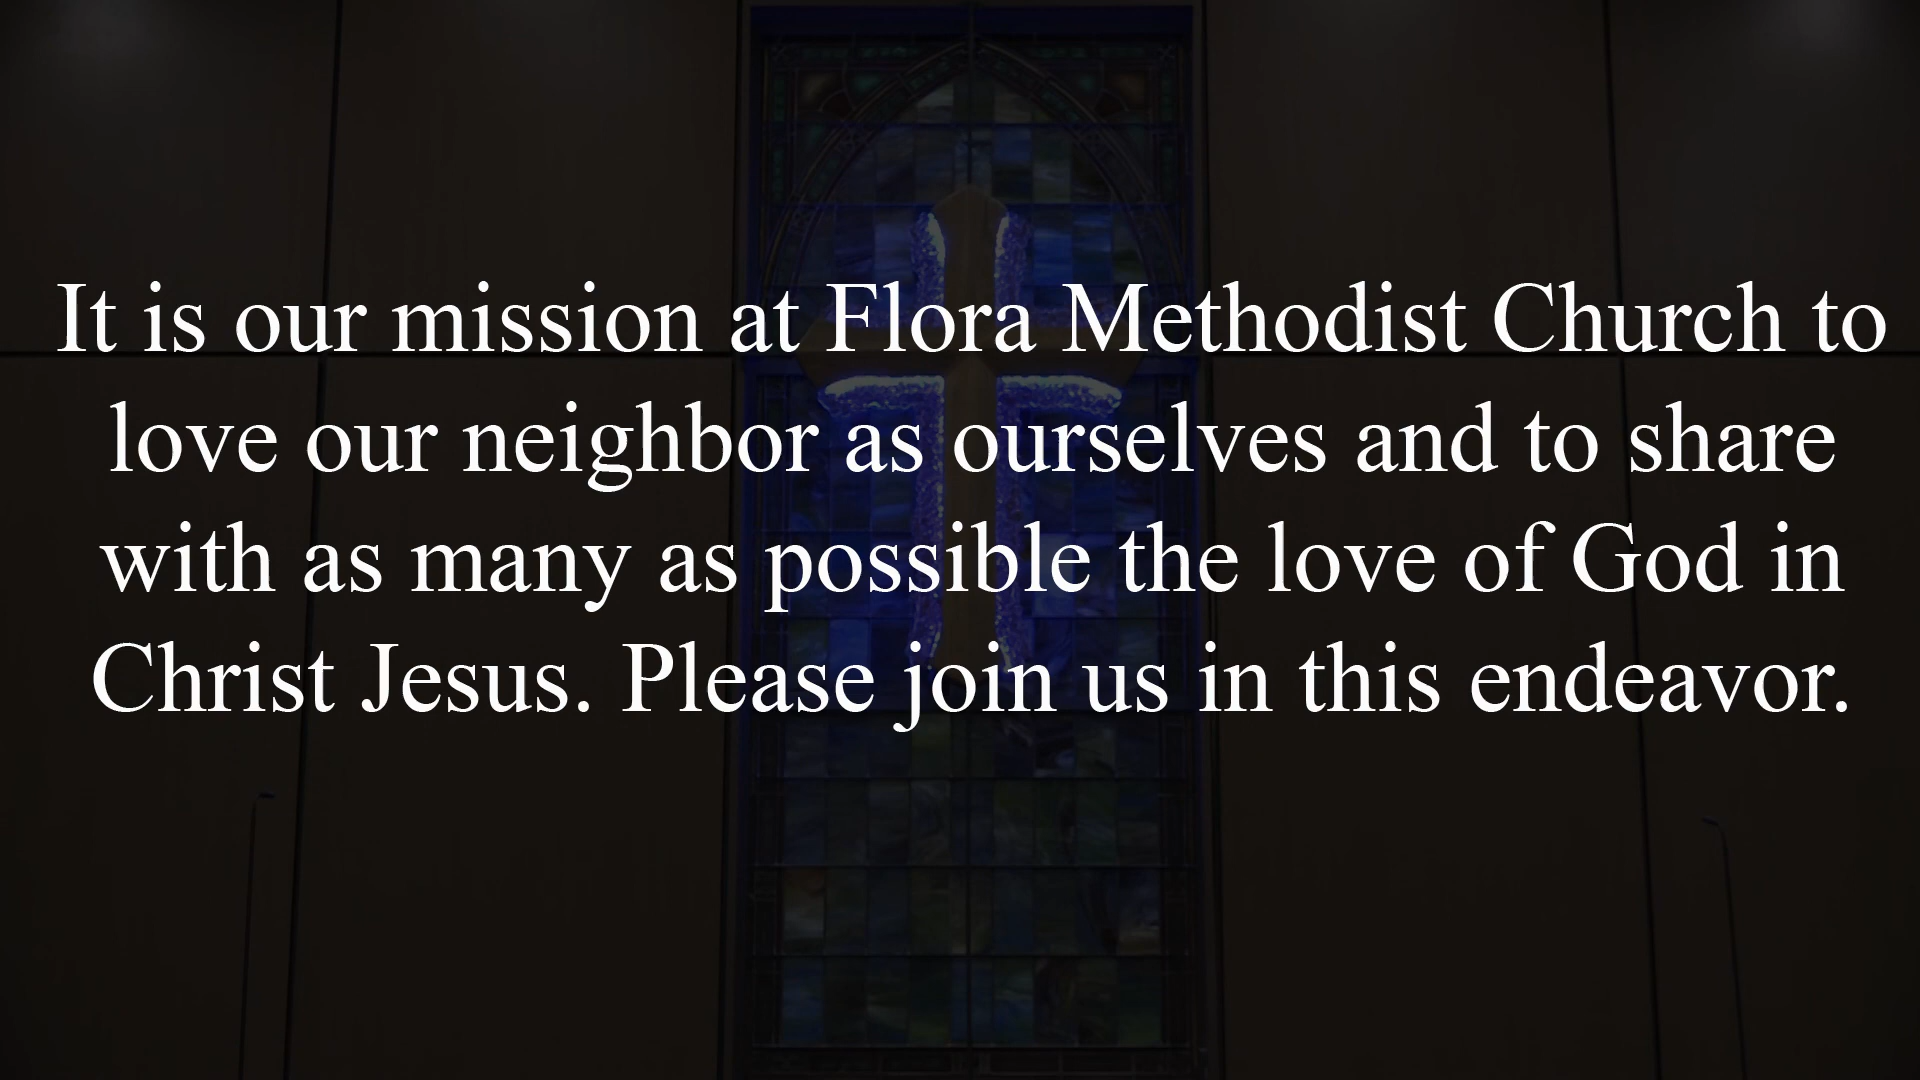 It is our mission at Flora Methodist Church to
love our neighbor as ourselves and to share
with as many as possible the love of God in
Christ Jesus. Please join us in this endeavor.